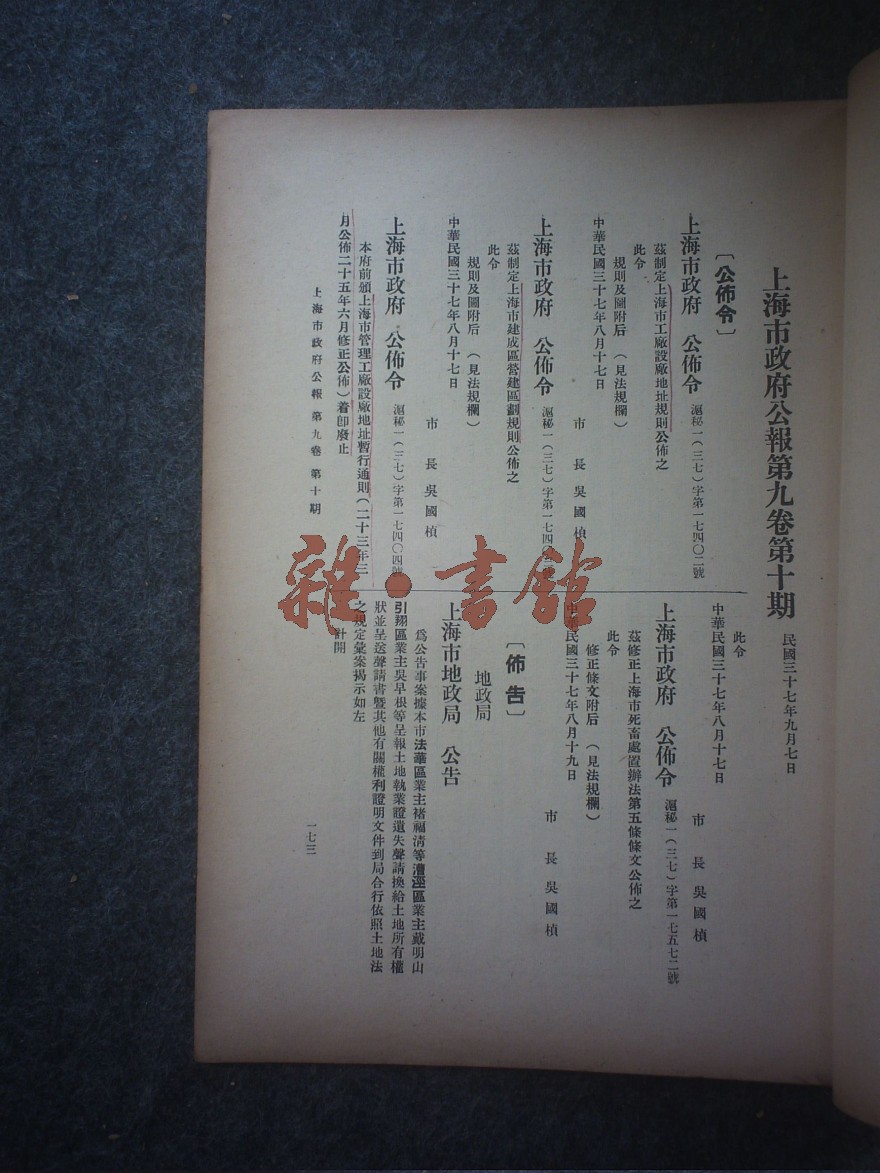 上海市政府公報第九卷第十期
民國三十七年九月七日
〔公佈令〕
上海市政府 公佈令
滬秘一(三七)字第一七四〇二號
茲制定上海市工廠設廠地址規則公佈之
此令
規則及圖附后 (見法規欄)
中華民國三十七年八月十七日
市長吳國楨
上海市政府 公佈令
滬秘一(三七)字第一七四〇三號
茲制定上海市建成區營建區劃規則公佈之
此令
規則及圖附后 (見法規欄)
中華民國三十七年八月十七日
市長吳國楨
上海市政府 公佈令
滬秘一(三七)字第一七四〇四號
本府前頒上海市管理工廠設廠地址暫行通則(二十三年三
月公佈二十五年六月修正公佈)着卽廢止
此令
中華民國三十七年八月十七日
市長吳國楨
上海市政府 公佈令
滬秘一(三七)字第一七五七二號
茲修正上海市死畜處置辦法第五條條文公佈之
此令
修正條文附后 (見法規欄)
中華民國三十七年八月十九日
市長吳國楨
〔佈告〕
地政局
上海市地政局 公告
爲公告事案據本市法華區業主褚福清等漕涇區業主戴明山
引翔區業主吳早根等呈報土地執業證遺失聲請換給土地所有權
狀並呈送聲請書暨其他有關權利證明文件到局合行依照土地法
之規定彙案揭示如左
計開
上海市政府公報 第九卷 第十期
一七三
雜·書館